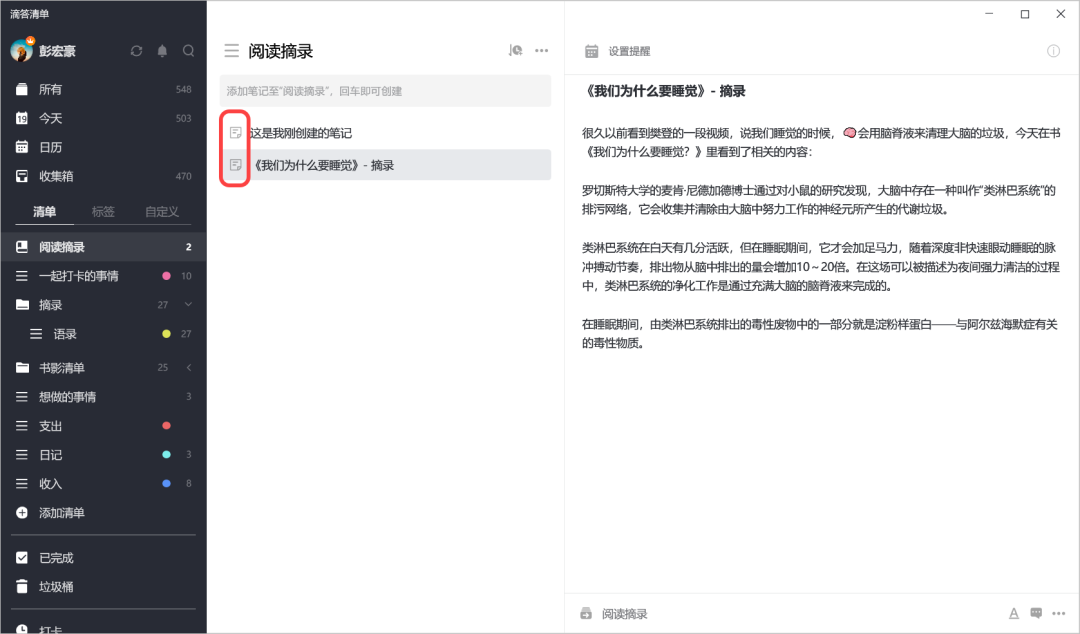 滴答清单
彭宏豪
所有 548
19 今天 503
日历
收集箱 470
清单 标签 自定义
阅读摘录 2
一起打卡的事情 10
摘录 27
语录 27
书影清单 25
想做的事情 3
支出
日记 3
收入 8
添加清单
已完成
垃圾桶
打卡
阅读摘录
添加笔记至“阅读摘录”，回车即可创建
这是我刚创建的笔记
《我们为什么要睡觉》- 摘录
设置提醒
《我们为什么要睡觉》- 摘录
很久以前看到樊登的一段视频，说我们睡觉的时候，🧠会用脑脊液来清理大脑的垃圾，今天在书
《我们为什么要睡觉？》里看到了相关的内容：
罗切斯特大学的麦肯·尼德加德博士通过对小鼠的研究发现，大脑中存在一种叫作“类淋巴系统”的
排污网络，它会收集并清除由大脑中努力工作的神经元所产生的代谢垃圾。
类淋巴系统在白天有几分活跃，但在睡眠期间，它才会加足马力，随着深度非快速眼动睡眠的脉
冲搏动节奏，排出物从脑中排出的量会增加10～20倍。在这场可以被描述为夜间强力清洁的过程
中，类淋巴系统的净化工作是通过充满大脑的脑脊液来完成的。
在睡眠期间，由类淋巴系统排出的毒性废物中的一部分就是淀粉样蛋白——与阿尔兹海默症有关
的毒性物质。
阅读摘录
A